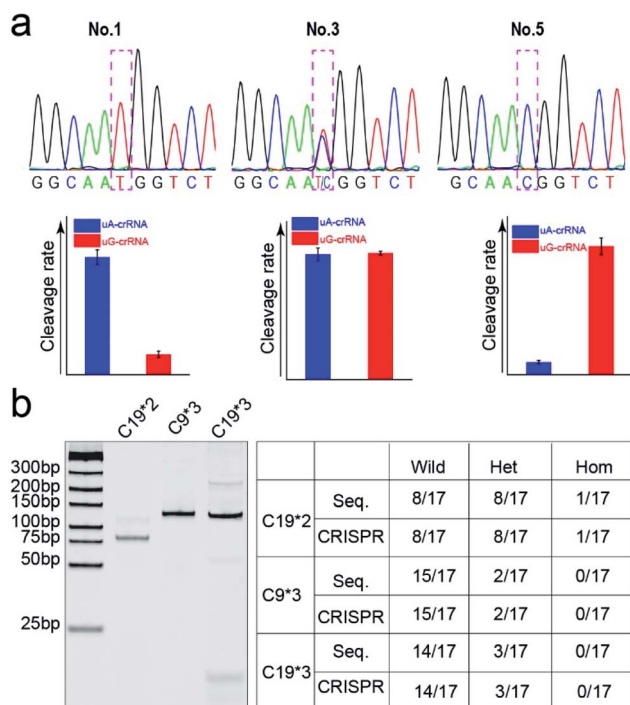 a
No.1
No.3
No.5
GGCAATGGTCT
GGCAAT/CGGTCT
GCAACGGTCT
Cleavage rate
uA-crRNA
uG-crRNA
Cleavage rate
uA-crRNA
uG-crRNA
Cleavage rate
uA-crRNA
uG-crRNA
b
C19*2
C9*3
C19*3
300bp
200bp
150bp
100bp
75bp
50bp
25bp
Wild Het Hom
C19*2
Seq. 8/17 8/17 1/17
CRISPR 8/17 8/17 1/17
C9*3
Seq. 15/17 2/17 0/17
CRISPR 15/17 2/17 0/17
C19*3
Seq. 14/17 3/17 0/17
CRISPR 14/17 3/17 0/17